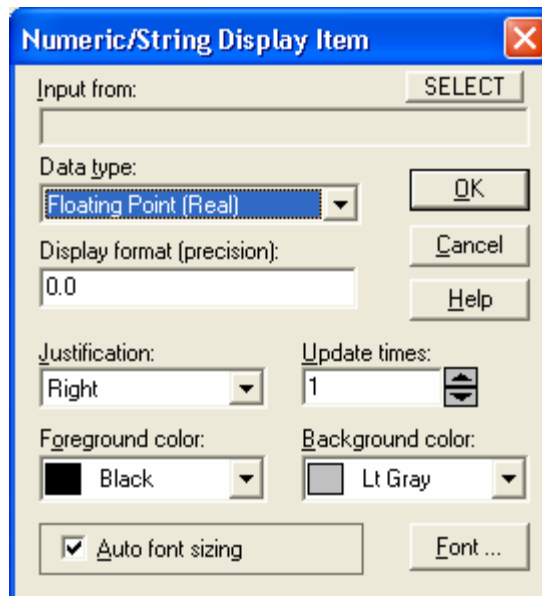 Numeric/String Display Item
Input from: SELECT
Data type:
Floating Point (Real)
OK
Display format (precision):
Cancel
0.0
Help
Justification: Update times:
Right 1
Foreground color: Background color:
Black Lt Gray
Auto font sizing Font ...